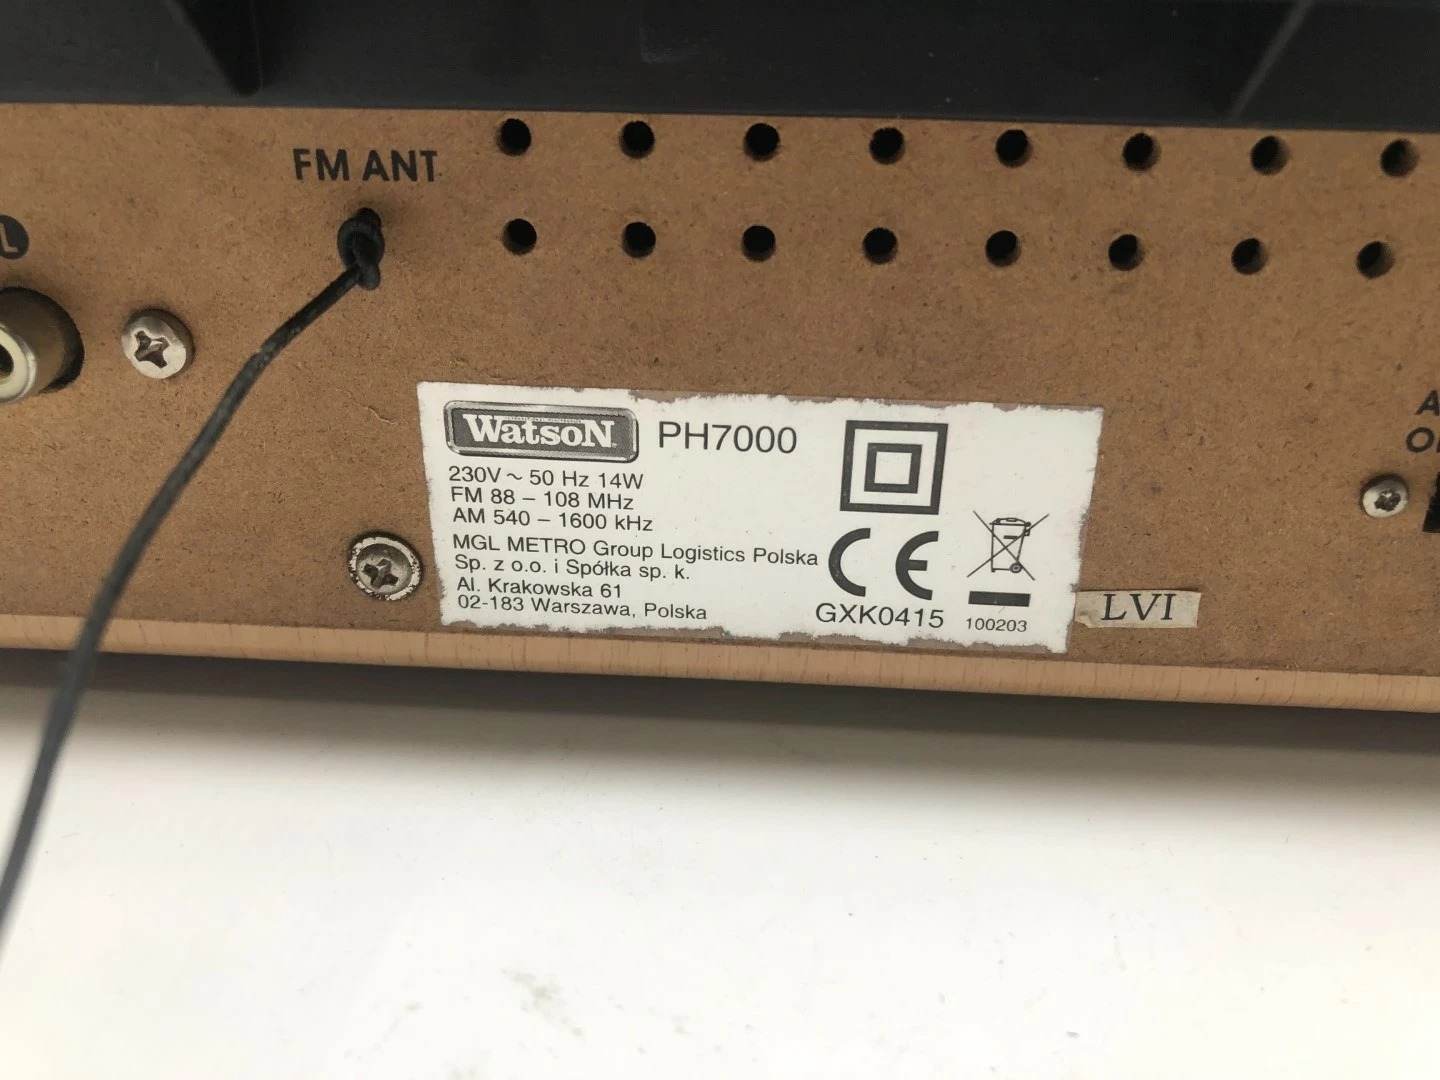 FM ANT.
L
WatsoN PH7000
230V ~ 50 Hz 14W
FM 88 – 108 MHz
AM 540 – 1600 kHz
MGL METRO Group Logistics Polska
Sp. z o.o. i Spółka sp. k.
Al. Krakowska 61
02-183 Warszawa, Polska
CE
GXK0415 100203
LVI